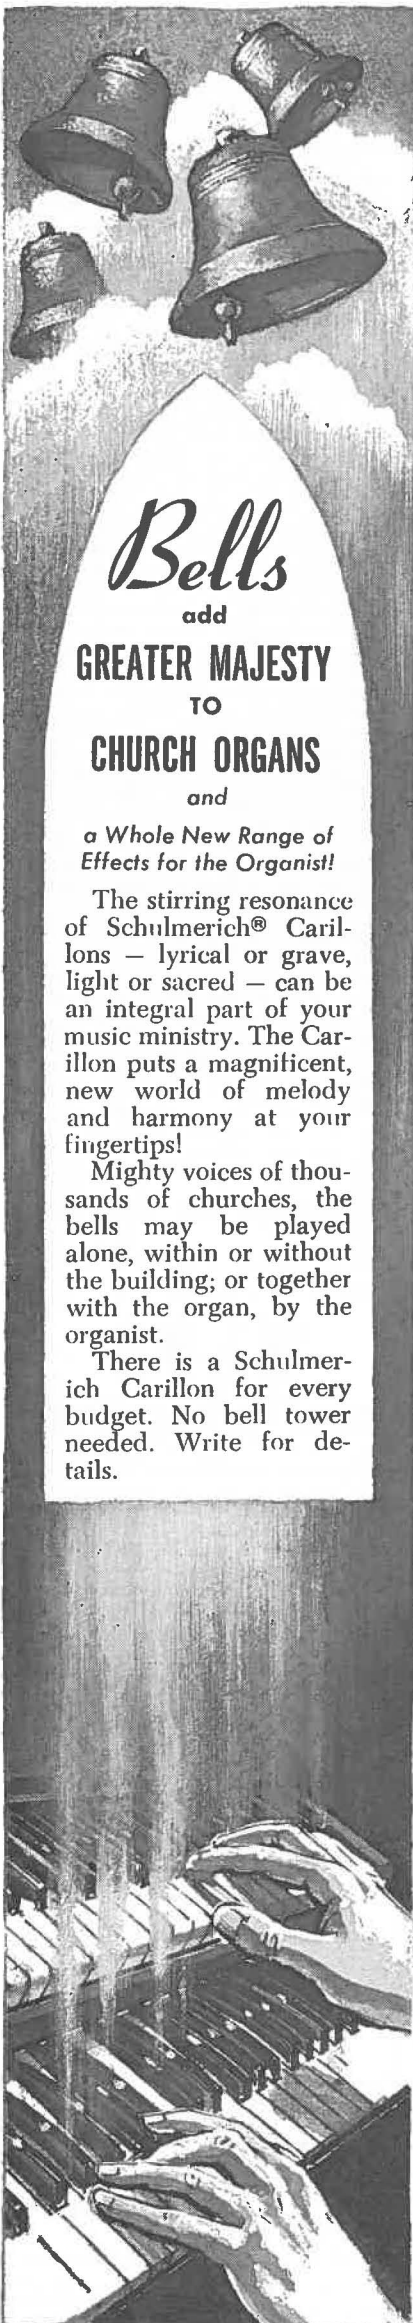 Bells
add
GREATER MAJESTY
TO
CHURCH ORGANS
and
a Whole New Range of
Effects for the Organist!
The stirring resonance
of Schulmerich® Caril-
lons — lyrical or grave,
light or sacred — can be
an integral part of your
music ministry. The Car-
illon puts a magnificent,
new world of melody
and harmony at your
fingertips!
Mighty voices of thou-
sands of churches, the
bells may be played
alone, within or without
the building; or together
with the organ, by the
organist.
There is a Schulmer-
ich Carillon for every
budget. No bell tower
needed. Write for de-
tails.